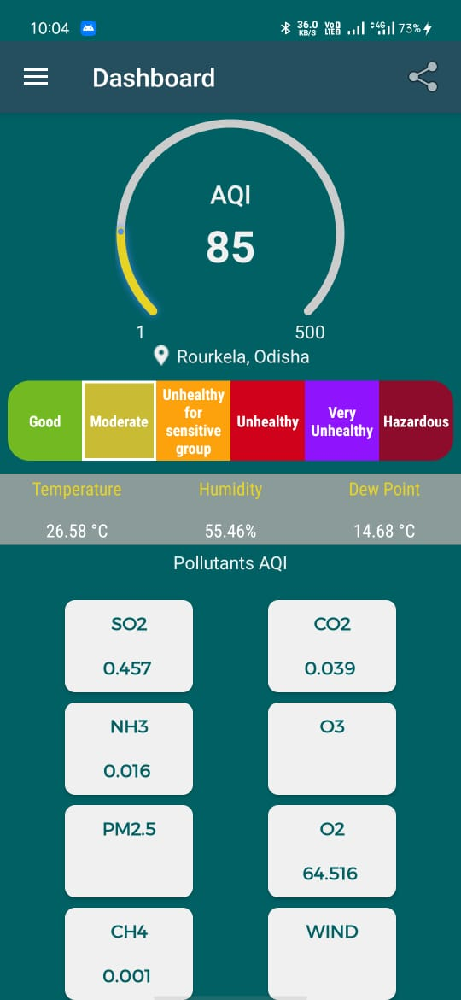 10:04
36.0 KB/S
VoD LTE
4G
73%
Dashboard
AQI
85
1
500
Rourkela, Odisha
Good
Moderate
Unhealthy
for
sensitive
group
Unhealthy
Very
Unhealthy
Hazardous
Temperature
Humidity
Dew Point
26.58 °C
55.46%
14.68 °C
Pollutants AQI
SO2
CO2
0.457
0.039
NH3
O3
0.016
PM2.5
O2
64.516
CH4
WIND
0.001